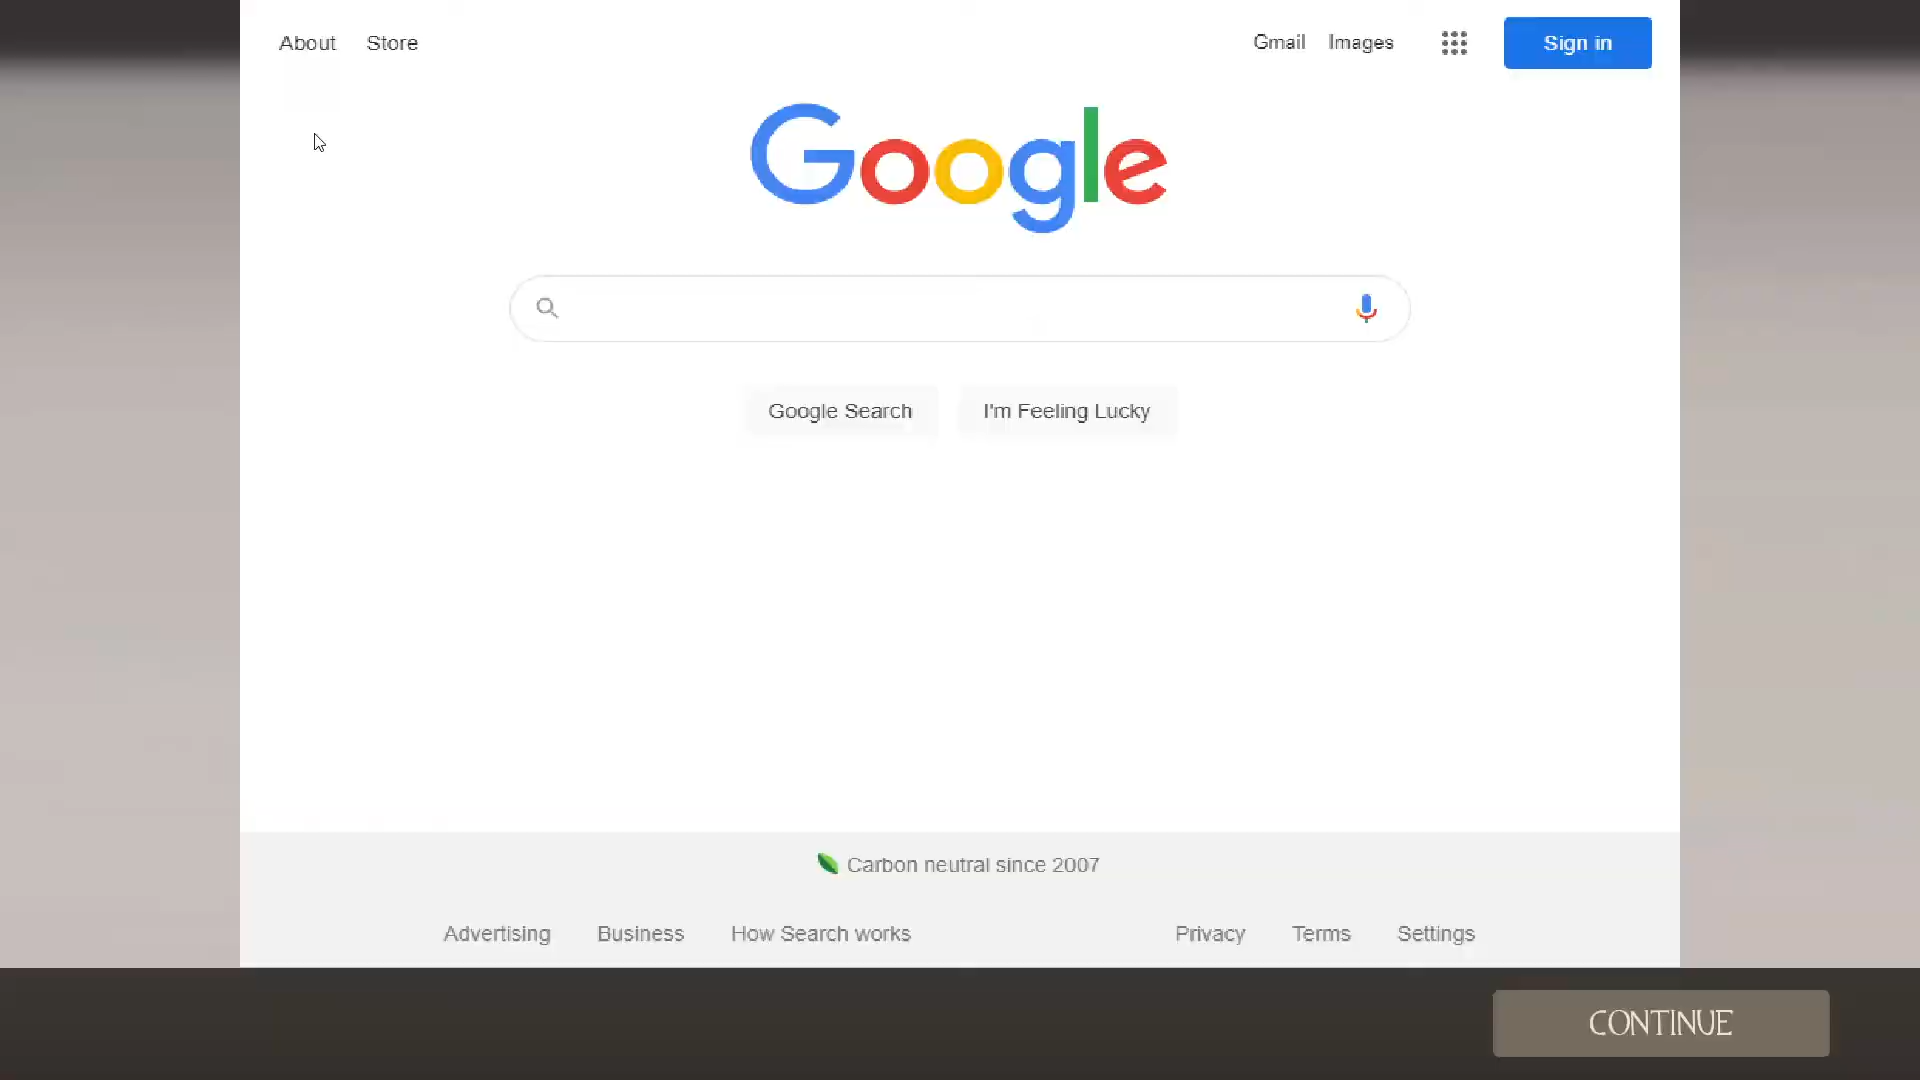 About Store Gmail Images Sign in
Google
Google Search I'm Feeling Lucky
Carbon neutral since 2007
Advertising Business How Search works Privacy Terms Settings
CONTINUE